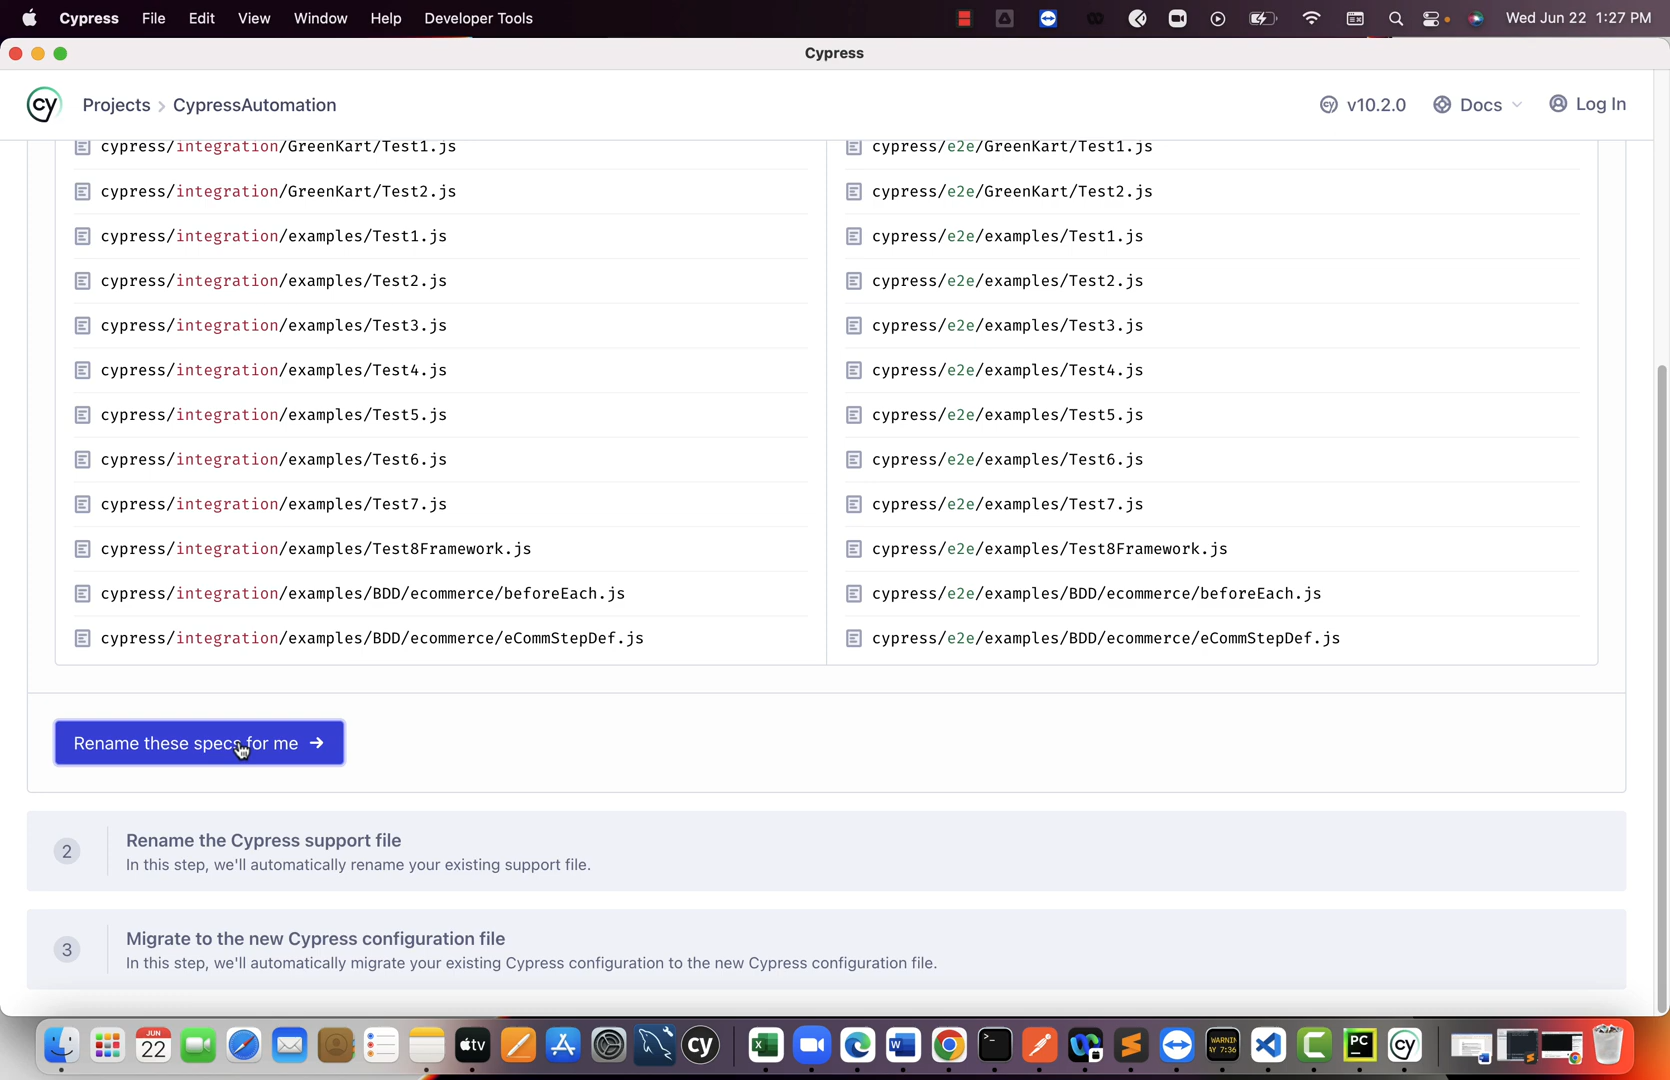 Cypress File Edit View Window Help Developer Tools Wed Jun 22 1:27 PM
Cypress
cy Projects › CypressAutomation cy v10.2.0 Docs Log In
cypress/integration/GreenKart/Test1.js cypress/e2e/GreenKart/Test1.js
cypress/integration/GreenKart/Test2.js cypress/e2e/GreenKart/Test2.js
cypress/integration/examples/Test1.js cypress/e2e/examples/Test1.js
cypress/integration/examples/Test2.js cypress/e2e/examples/Test2.js
cypress/integration/examples/Test3.js cypress/e2e/examples/Test3.js
cypress/integration/examples/Test4.js cypress/e2e/examples/Test4.js
cypress/integration/examples/Test5.js cypress/e2e/examples/Test5.js
cypress/integration/examples/Test6.js cypress/e2e/examples/Test6.js
cypress/integration/examples/Test7.js cypress/e2e/examples/Test7.js
cypress/integration/examples/Test8Framework.js cypress/e2e/examples/Test8Framework.js
cypress/integration/examples/BDD/ecommerce/beforeEach.js cypress/e2e/examples/BDD/ecommerce/beforeEach.js
cypress/integration/examples/BDD/ecommerce/eCommStepDef.js cypress/e2e/examples/BDD/ecommerce/eCommStepDef.js
Rename these specs for me →
2 Rename the Cypress support file
In this step, we'll automatically rename your existing support file.
3 Migrate to the new Cypress configuration file
In this step, we'll automatically migrate your existing Cypress configuration to the new Cypress configuration file.
JUN
22 tv cy PC cy